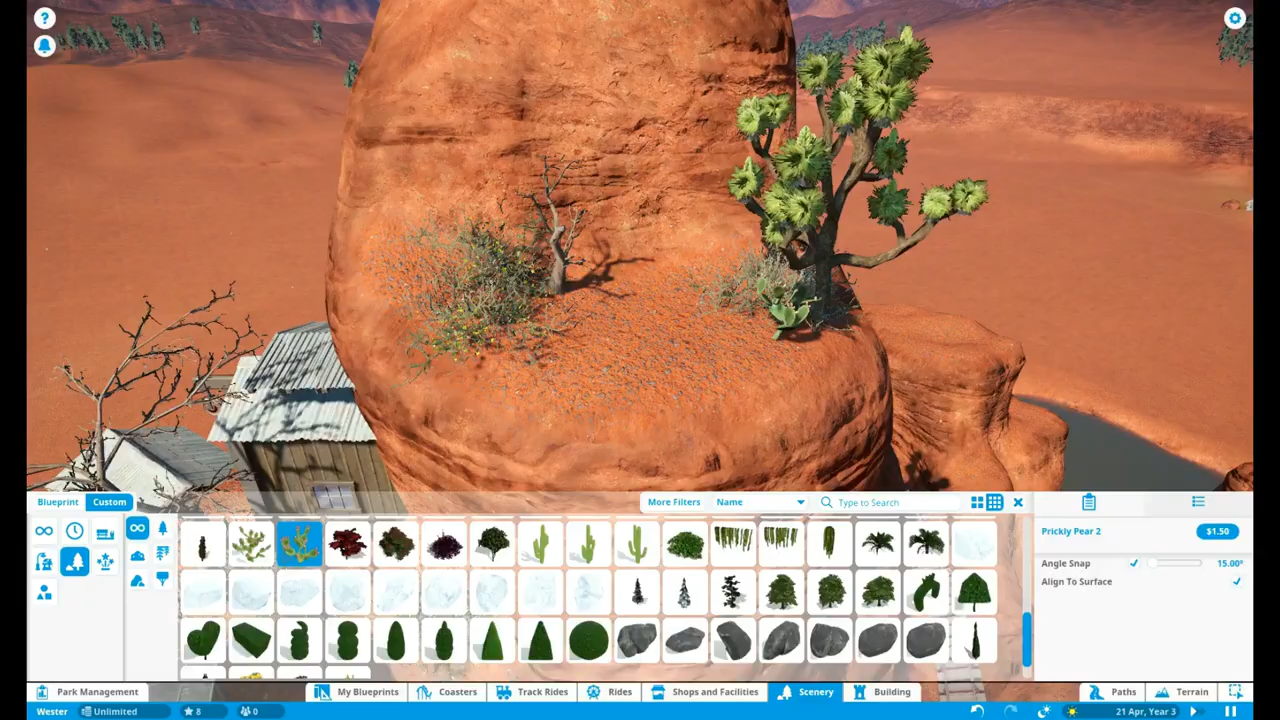 ?
Blueprint Custom More Filters Name Type to Search
Prickly Pear 2 $1.50
Angle Snap 15.00°
Align To Surface
Park Management My Blueprints Coasters Track Rides Rides Shops and Facilities Scenery Building Paths Terrain
Wester Unlimited 8 0 21 Apr, Year 3